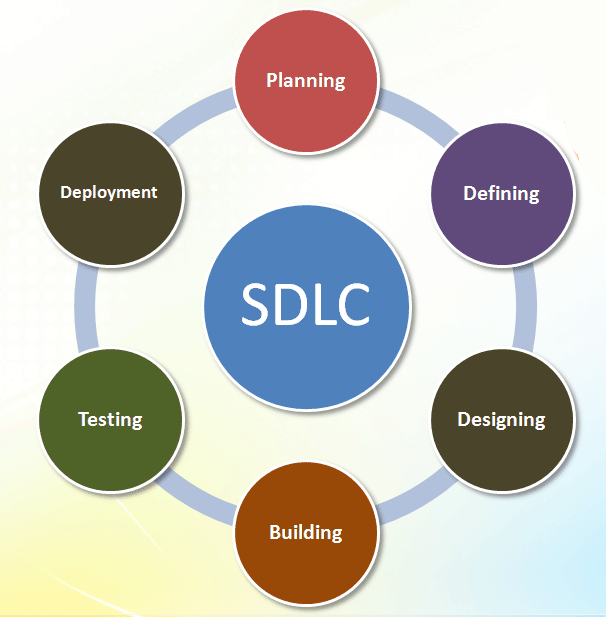 Planning
Defining
Designing
Building
Testing
Deployment
SDLC